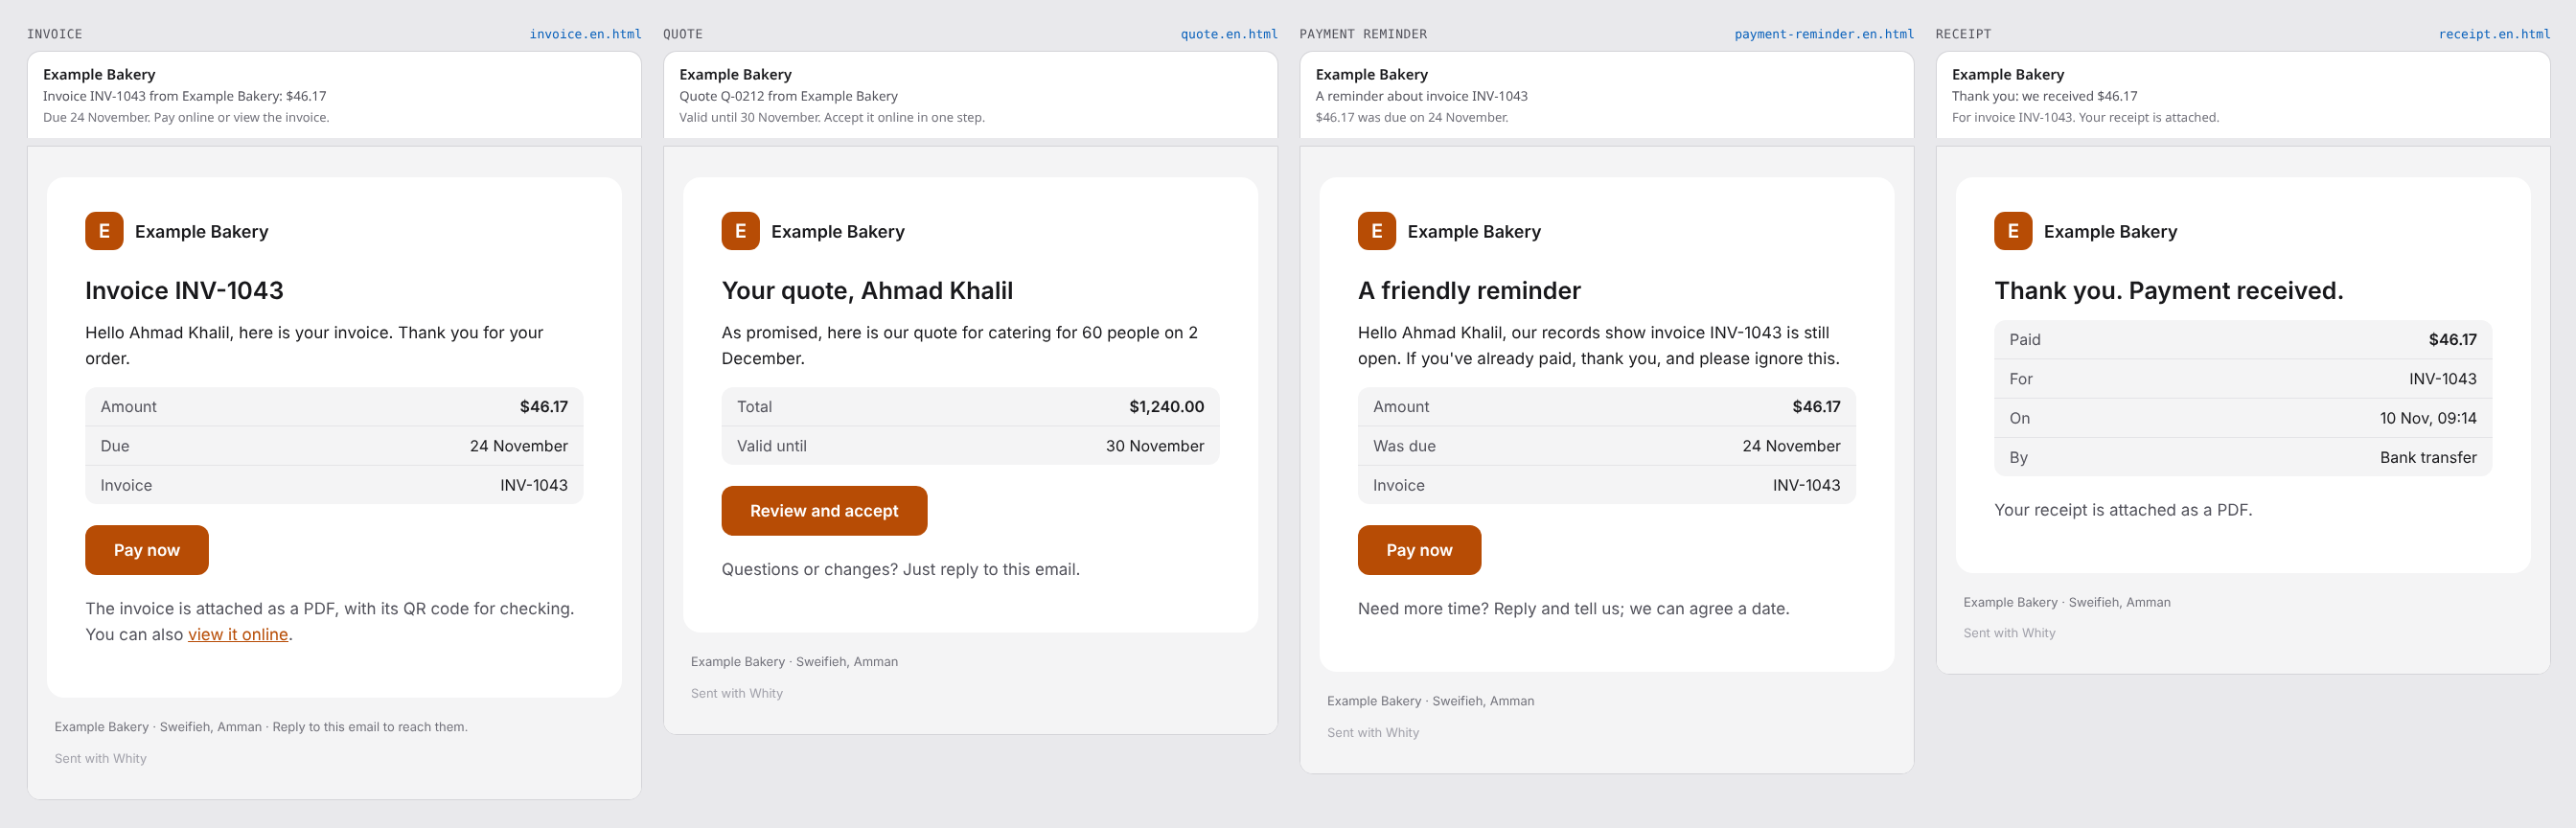 INVOICE
invoice.en.html
Example Bakery
Invoice INV-1043 from Example Bakery: $46.17
Due 24 November. Pay online or view the invoice.
E
Example Bakery
Invoice INV-1043
Hello Ahmad Khalil, here is your invoice. Thank you for your
order.
Amount $46.17
Due 24 November
Invoice INV-1043
Pay now
The invoice is attached as a PDF, with its QR code for checking.
You can also view it online.
Example Bakery · Sweifieh, Amman · Reply to this email to reach them.
Sent with Whity
QUOTE
quote.en.html
Example Bakery
Quote Q-0212 from Example Bakery
Valid until 30 November. Accept it online in one step.
E
Example Bakery
Your quote, Ahmad Khalil
As promised, here is our quote for catering for 60 people on 2
December.
Total $1,240.00
Valid until 30 November
Review and accept
Questions or changes? Just reply to this email.
Example Bakery · Sweifieh, Amman
Sent with Whity
PAYMENT REMINDER
payment-reminder.en.html
Example Bakery
A reminder about invoice INV-1043
$46.17 was due on 24 November.
E
Example Bakery
A friendly reminder
Hello Ahmad Khalil, our records show invoice INV-1043 is still
open. If you've already paid, thank you, and please ignore this.
Amount $46.17
Was due 24 November
Invoice INV-1043
Pay now
Need more time? Reply and tell us; we can agree a date.
Example Bakery · Sweifieh, Amman
Sent with Whity
RECEIPT
receipt.en.html
Example Bakery
Thank you: we received $46.17
For invoice INV-1043. Your receipt is attached.
E
Example Bakery
Thank you. Payment received.
Paid $46.17
For INV-1043
On 10 Nov, 09:14
By Bank transfer
Your receipt is attached as a PDF.
Example Bakery · Sweifieh, Amman
Sent with Whity